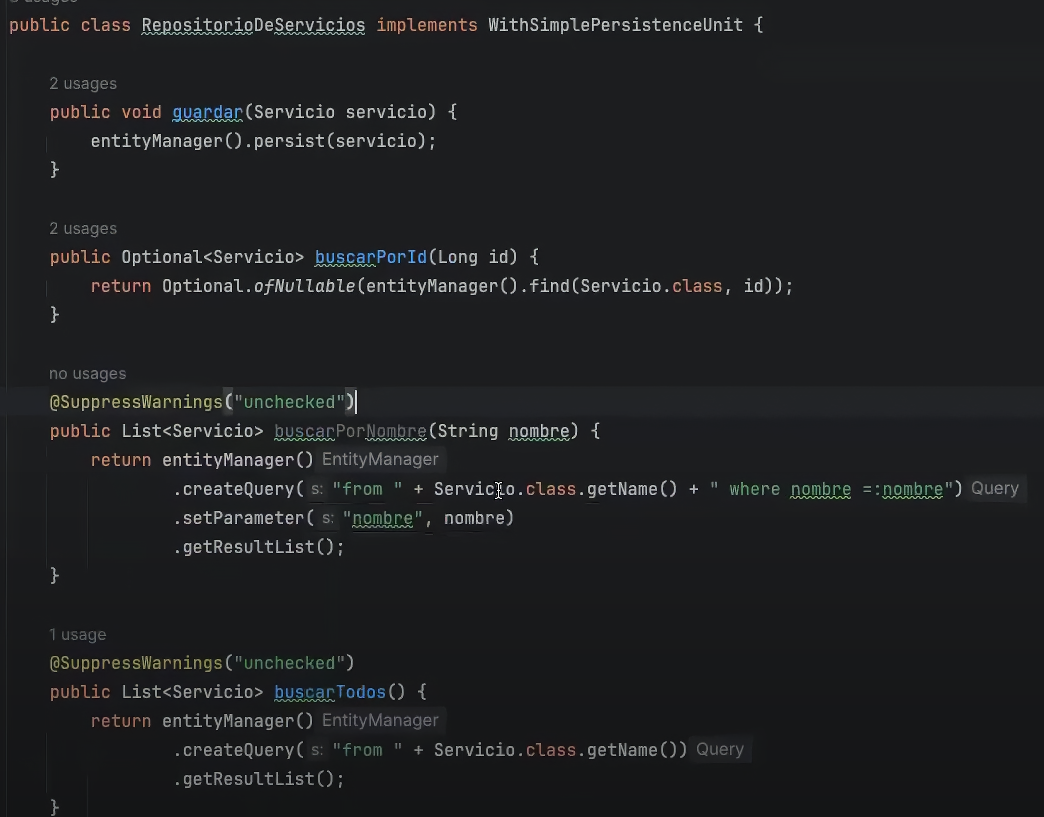 public class RepositorioDeServicios implements WithSimplePersistenceUnit {
2 usages
public void guardar(Servicio servicio) {
entityManager().persist(servicio);
}
2 usages
public Optional<Servicio> buscarPorId(Long id) {
return Optional.ofNullable(entityManager().find(Servicio.class, id));
}
no usages
@SuppressWarnings("unchecked")
public List<Servicio> buscarPorNombre(String nombre) {
return entityManager() EntityManager
.createQuery( s: "from " + Servicio.class.getName() + " where nombre =:nombre") Query
.setParameter( s: "nombre", nombre)
.getResultList();
}
1 usage
@SuppressWarnings("unchecked")
public List<Servicio> buscarTodos() {
return entityManager() EntityManager
.createQuery( s: "from " + Servicio.class.getName()) Query
.getResultList();
}